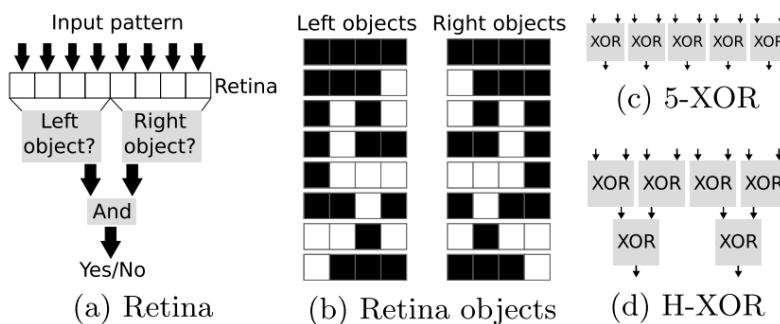 Input pattern
Retina
Left object?
Right object?
And
Yes/No
(a) Retina
Left objects Right objects
(b) Retina objects
XOR XOR XOR XOR XOR
(c) 5-XOR
XOR XOR XOR XOR
XOR XOR
(d) H-XOR